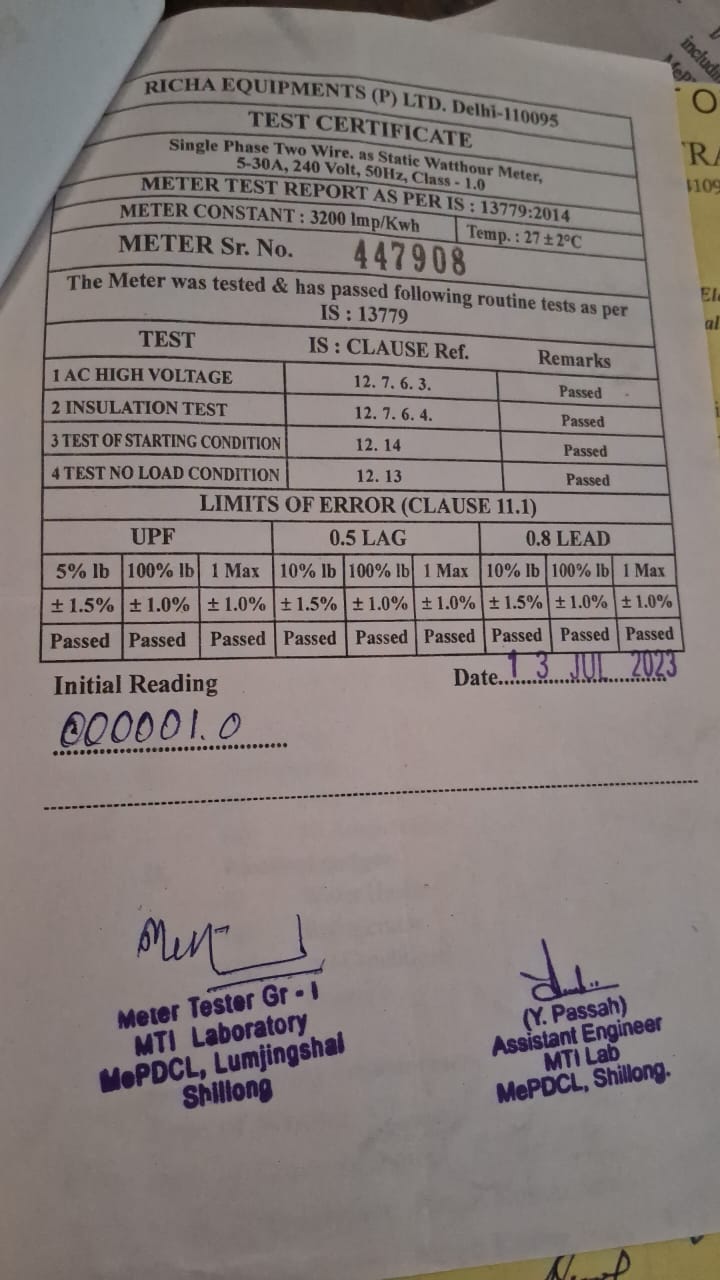 RICHA EQUIPMENTS (P) LTD. Delhi-110095
TEST CERTIFICATE
Single Phase Two Wire. as Static Watthour Meter,
5-30A, 240 Volt, 50Hz, Class - 1.0
METER TEST REPORT AS PER IS : 13779:2014
METER CONSTANT : 3200 Imp/Kwh Temp. : 27 ± 2°C
METER Sr. No. 447908
The Meter was tested & has passed following routine tests as per
IS : 13779
TEST IS : CLAUSE Ref. Remarks
1 AC HIGH VOLTAGE 12. 7. 6. 3. Passed
2 INSULATION TEST 12. 7. 6. 4. Passed
3 TEST OF STARTING CONDITION 12. 14 Passed
4 TEST NO LOAD CONDITION 12. 13 Passed
LIMITS OF ERROR (CLAUSE 11.1)
UPF 0.5 LAG 0.8 LEAD
5% lb 100% lb 1 Max 10% lb 100% lb 1 Max 10% lb 100% lb 1 Max
± 1.5% ± 1.0% ± 1.0% ± 1.5% ± 1.0% ± 1.0% ± 1.5% ± 1.0% ± 1.0%
Passed Passed Passed Passed Passed Passed Passed Passed Passed
Initial Reading Date 13 JUL 2023
000001.0
Meter Tester Gr - I
MTI Laboratory
MePDCL, Lumjingshai
Shillong
(Y. Passah)
Assistant Engineer
MTI Lab
MePDCL, Shillong.